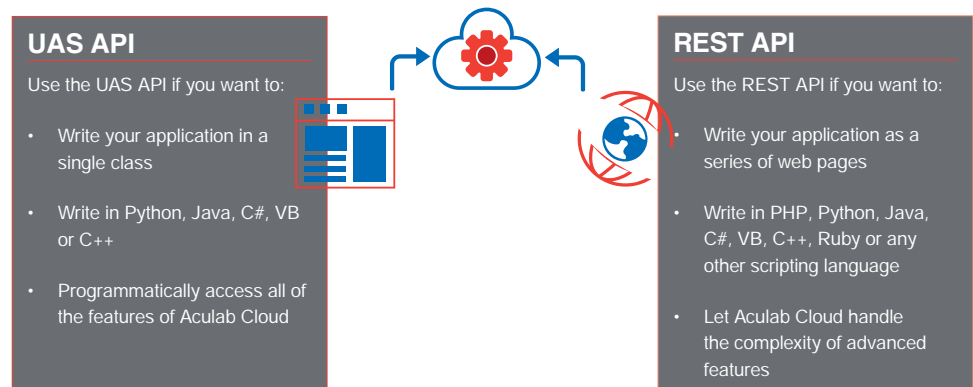 UAS API
Use the UAS API if you want to:
• Write your application in a
single class
• Write in Python, Java, C#, VB
or C++
• Programmatically access all of
the features of Aculab Cloud
REST API
Use the REST API if you want to:
• Write your application as a
series of web pages
• Write in PHP, Python, Java,
C#, VB, C++, Ruby or any
other scripting language
• Let Aculab Cloud handle
the complexity of advanced
features